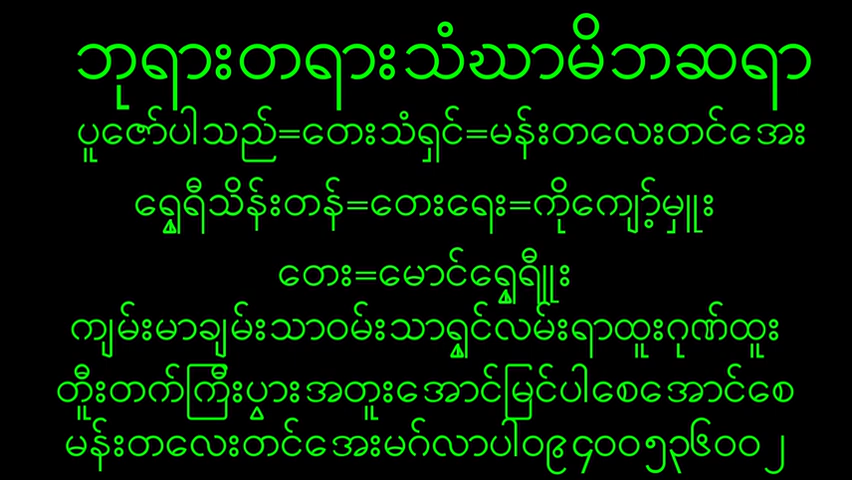 ဘုရားတရားသံဃာမိဘဆရာ
ပူဇော်ပါသည်=တေးသံရှင်=မန်းတလေးတင်အေး
ရွှေရီသိန်းတန်=တေးရေး=ကိုကျော့်မှူး
တေး=မောင်ရွှေရီူး
ကျမ်းမာချမ်းသာဝမ်းသာရွှင်လမ်းရာထူးဂုဏ်ထူး
တိူးတက်ကြီးပွားအတူးအောင်မြင်ပါစေအောင်စေ
မန်းတလေးတင်အေးမင်္ဂလာပါ၀၉၄၀၀၅၃၆၀၀၂